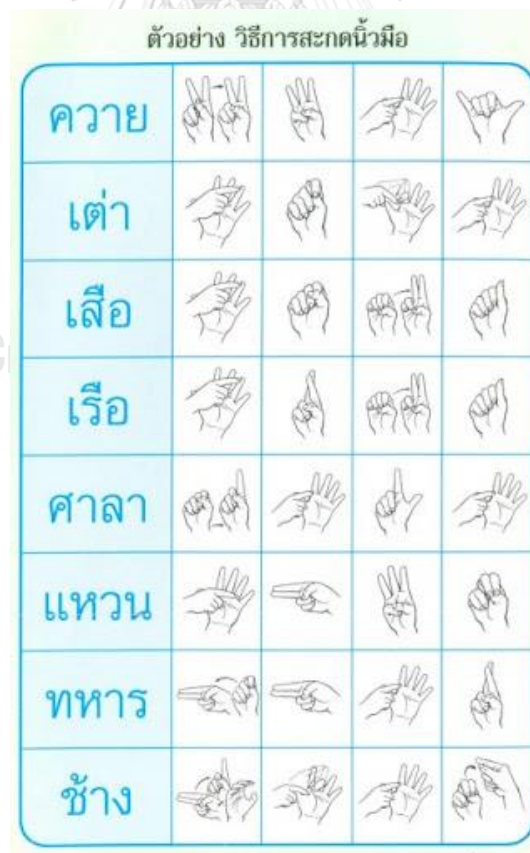 ตัวอย่าง วิธีการสะกดนิ้วมือ
ควาย
เต่า
เสือ
เรือ
ศาลา
แหวน
ทหาร
ช้าง